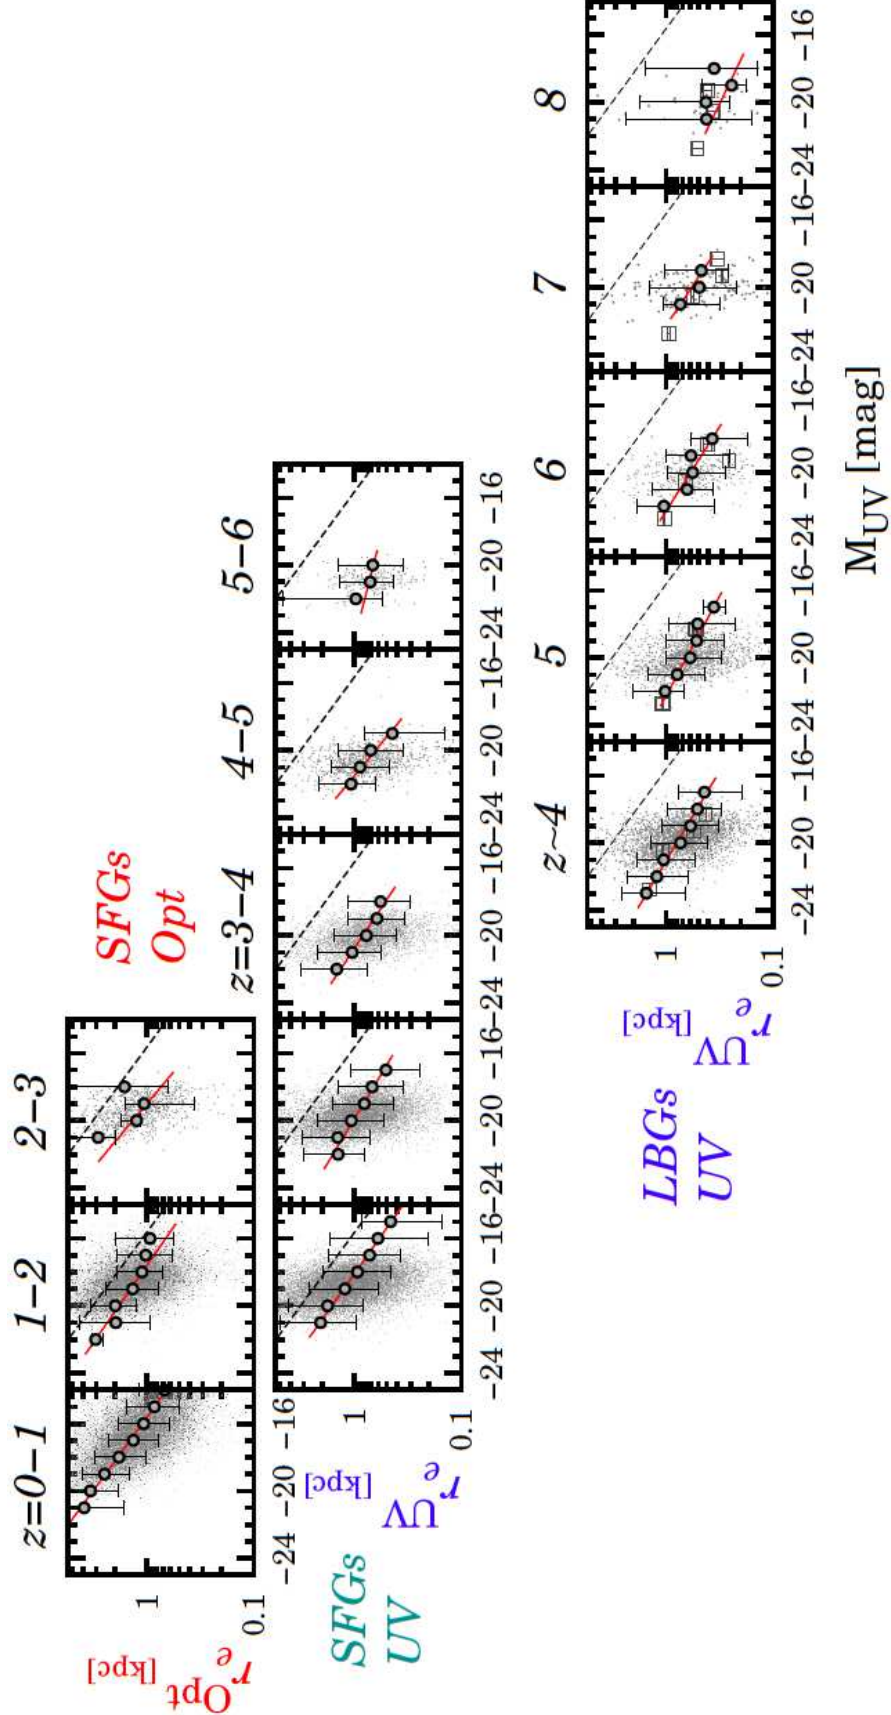 z=0−1 1−2 2−3
SFGs
Opt
r_e^Opt [kpc]
1
0.1
−24 −20 −16
z=3−4 4−5 5−6
SFGs
UV
r_e^UV [kpc]
1
0.1
−24 −20 −16 −24 −20 −16 −24 −20 −16 −24 −20 −16 −24 −20 −16
z~4 5 6 7 8
LBGs
UV
r_e^UV [kpc]
1
0.1
−24 −20 −16 −24 −20 −16 −24 −20 −16 −24 −20 −16 −24 −20 −16
M_UV [mag]